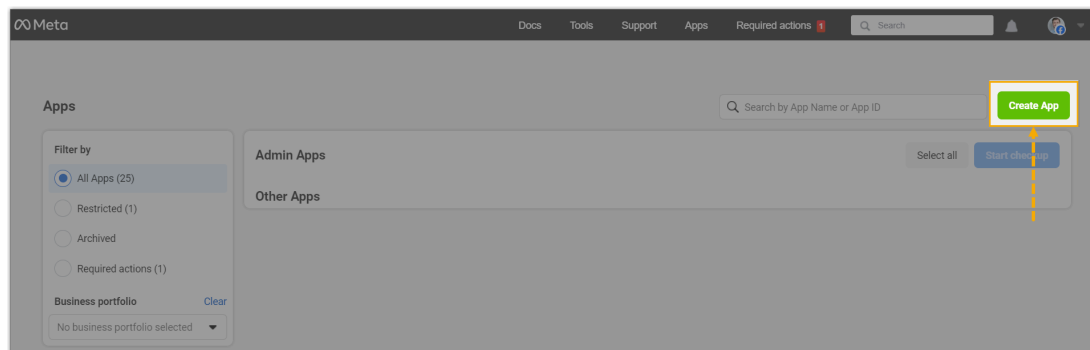 Meta
Docs Tools Support Apps Required actions 1 Search
Apps
Search by App Name or App ID
Create App
Filter by
All Apps (25)
Restricted (1)
Archived
Required actions (1)
Business portfolio Clear
No business portfolio selected
Admin Apps
Select all Start checkup
Other Apps